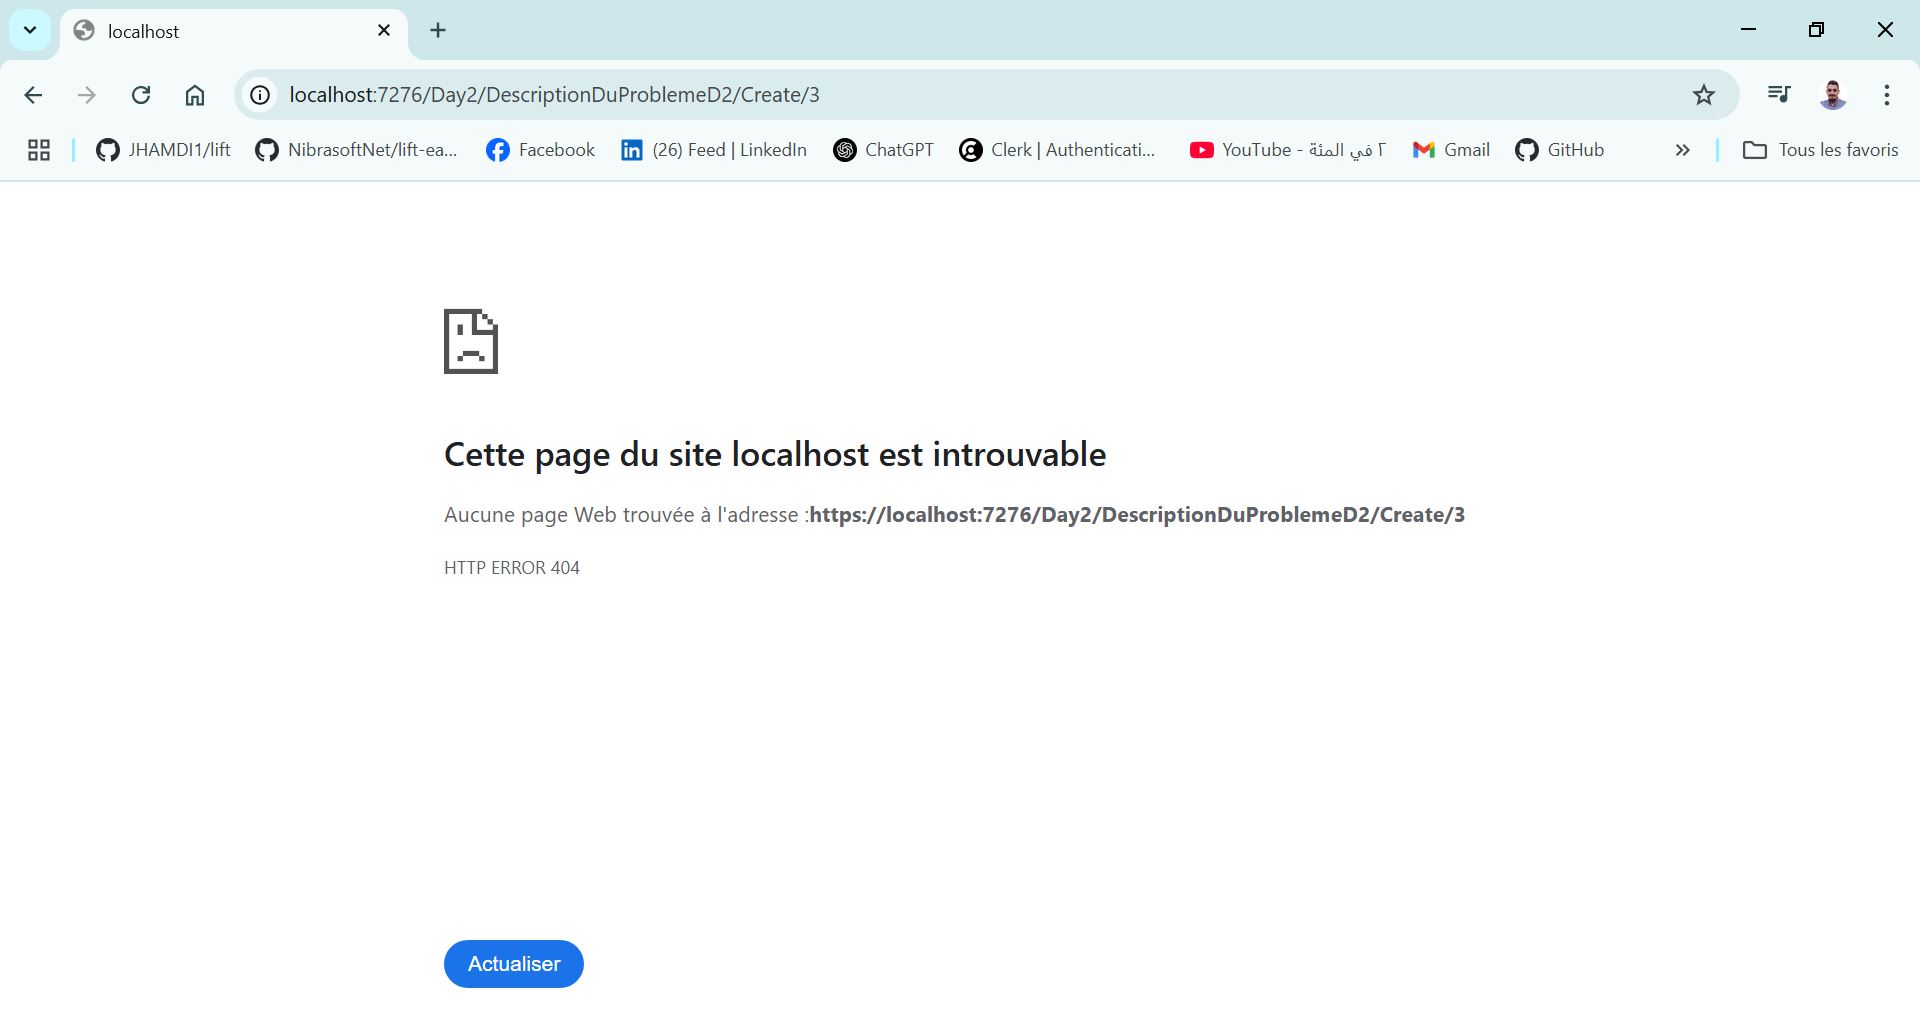 localhost
localhost:7276/Day2/DescriptionDuProblemeD2/Create/3
JHAMDI1/lift NibrasoftNet/lift-ea... Facebook (26) Feed | LinkedIn ChatGPT Clerk | Authenticati... YouTube - ٢ في المئة Gmail GitHub Tous les favoris
Cette page du site localhost est introuvable
Aucune page Web trouvée à l'adresse :https://localhost:7276/Day2/DescriptionDuProblemeD2/Create/3
HTTP ERROR 404
Actualiser